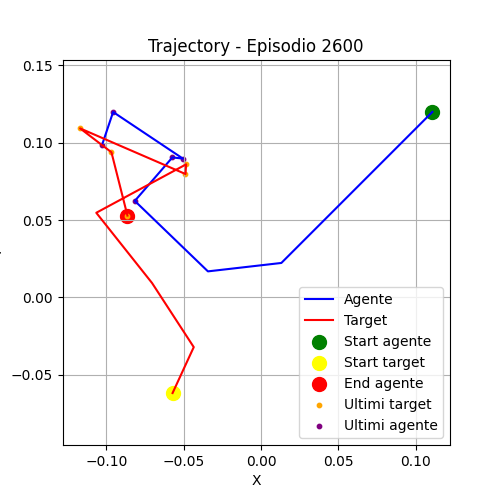 Trajectory - Episodio 2600
0.15
0.10
0.05
0.00
−0.05
−0.10
−0.05
0.00
0.05
0.10
X
Agente
Target
Start agente
Start target
End agente
Ultimi target
Ultimi agente